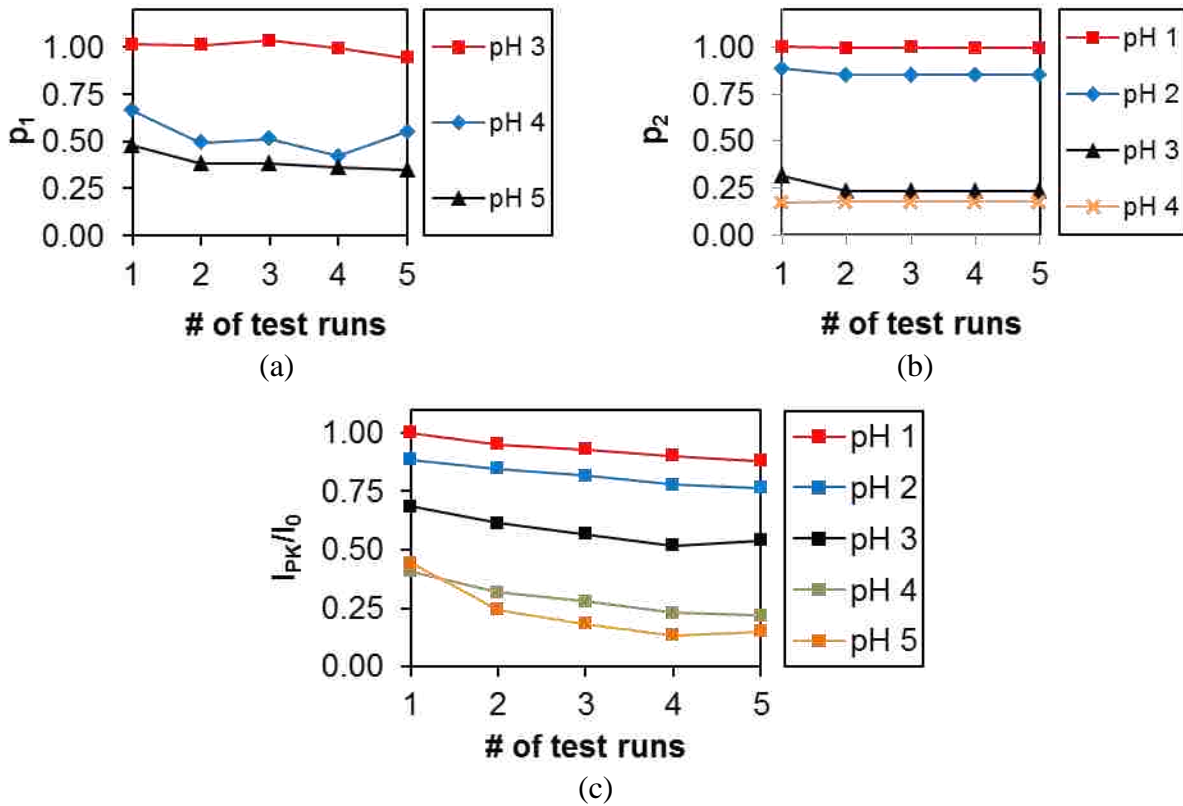 p1
1.00
0.75
0.50
0.25
0.00
1 2 3 4 5
# of test runs
pH 3
pH 4
pH 5
(a)
p2
1.00
0.75
0.50
0.25
0.00
1 2 3 4 5
# of test runs
pH 1
pH 2
pH 3
pH 4
(b)
IPK/I0
1.00
0.75
0.50
0.25
0.00
1 2 3 4 5
# of test runs
pH 1
pH 2
pH 3
pH 4
pH 5
(c)